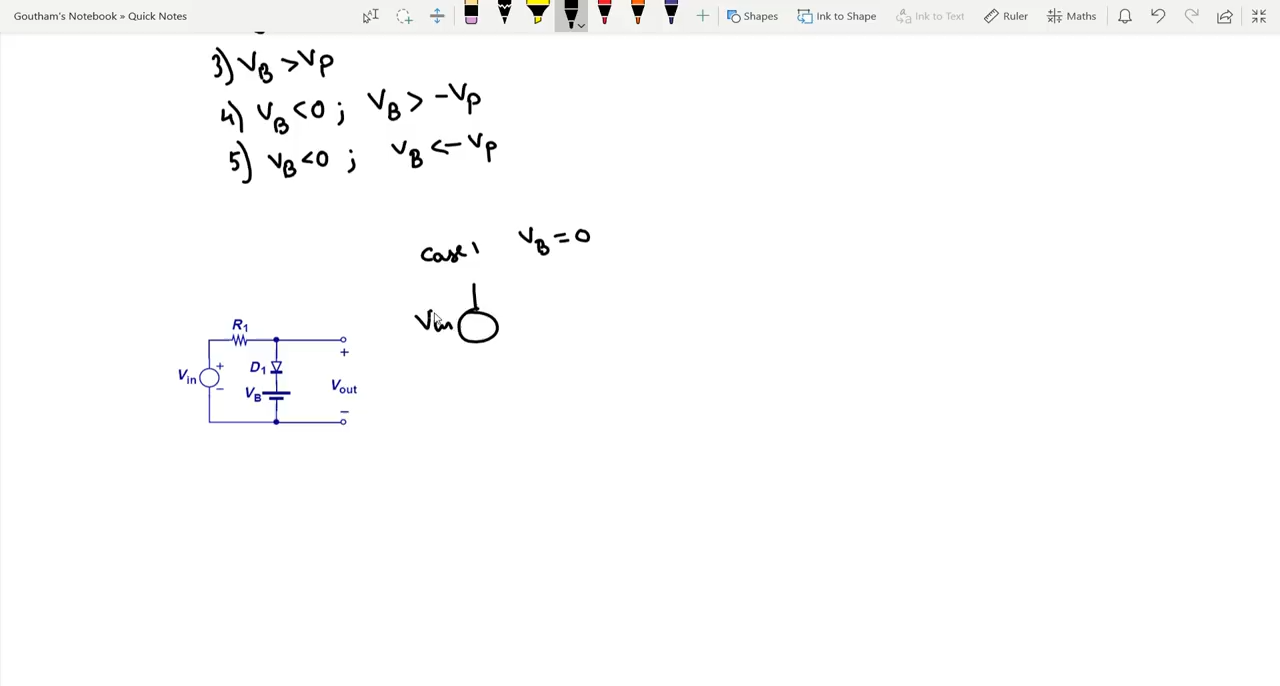 Goutham's Notebook » Quick Notes
Shapes
Ink to Shape
Ink to Text
Ruler
Maths
3) VB > VP
4) VB < 0 ; VB > -VP
5) VB < 0 ; VB < -VP
case 1 VB = 0
Vin
R1
+
+
D1
Vin
VB
Vout
-
-